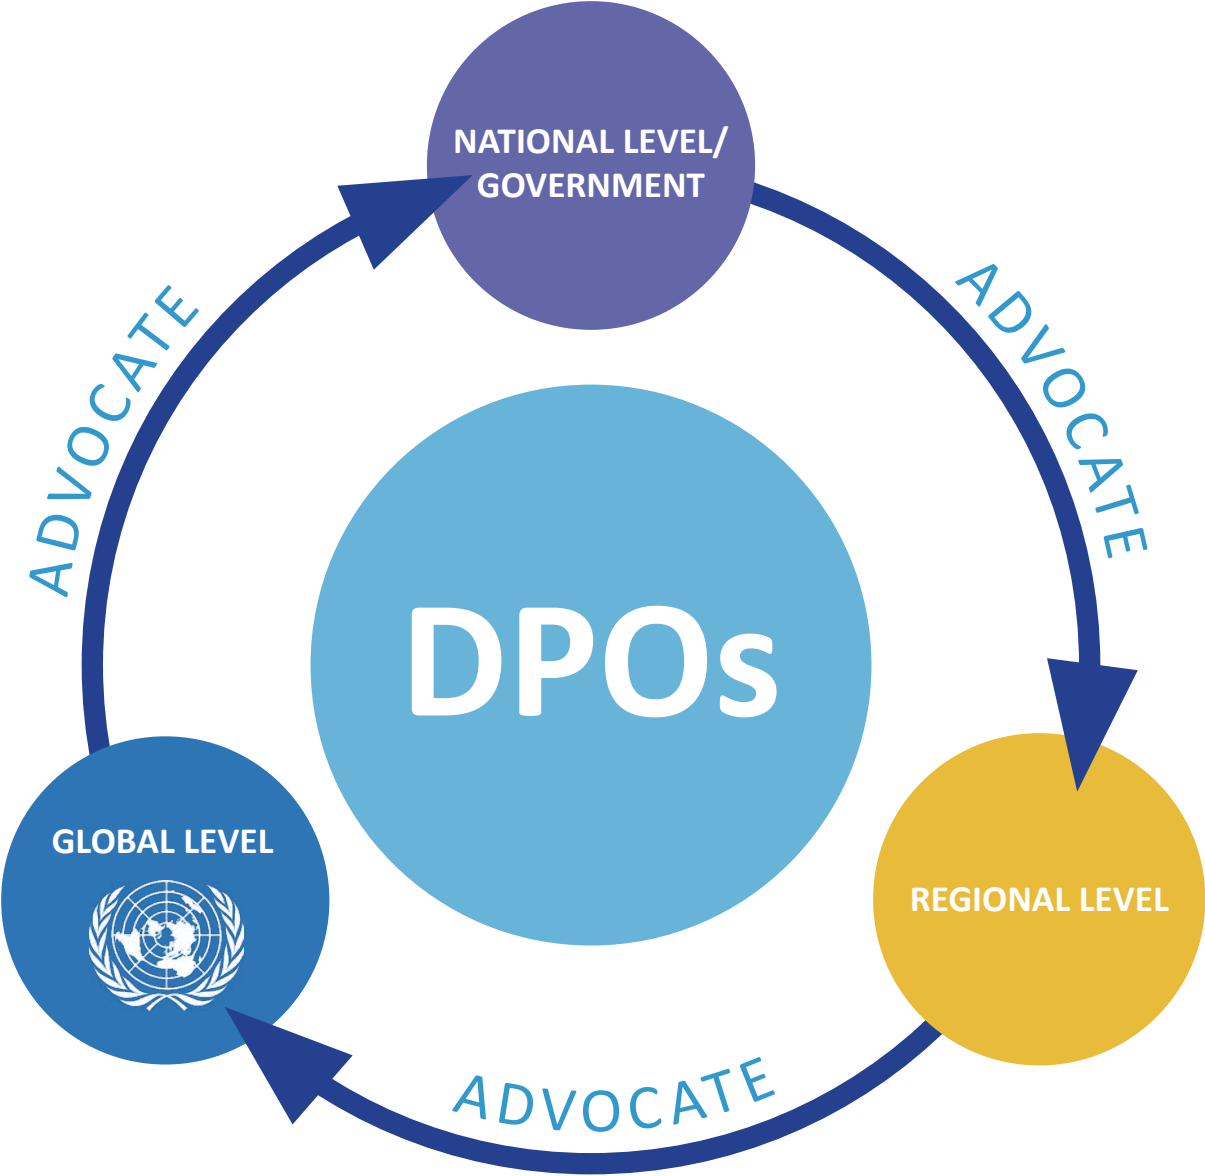 NATIONAL LEVEL/
GOVERNMENT
ADVOCATE
ADVOCATE
DPOs
GLOBAL LEVEL
REGIONAL LEVEL
ADVOCATE